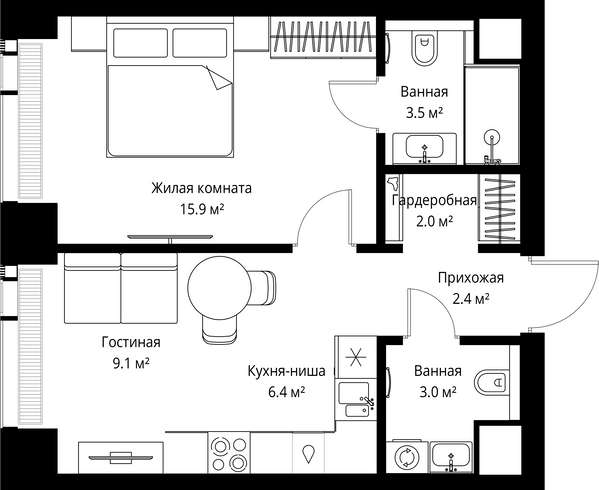 Ванная
3.5 м²
Жилая комната
15.9 м²
Гардеробная
2.0 м²
Прихожая
2.4 м²
Гостиная
9.1 м²
Кухня-ниша
6.4 м²
Ванная
3.0 м²